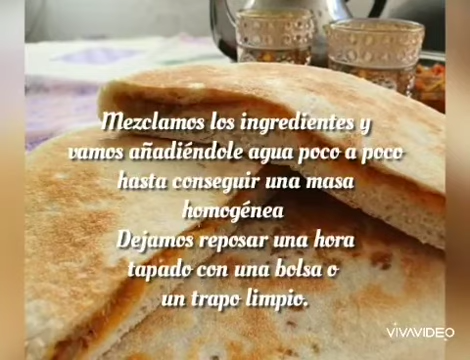 Mezclamos los ingredientes y
vamos añadiéndole agua poco a poco
hasta conseguir una masa
homogénea
Dejamos reposar una hora
tapado con una bolsa o
un trapo limpio.
VIVAVIDEO